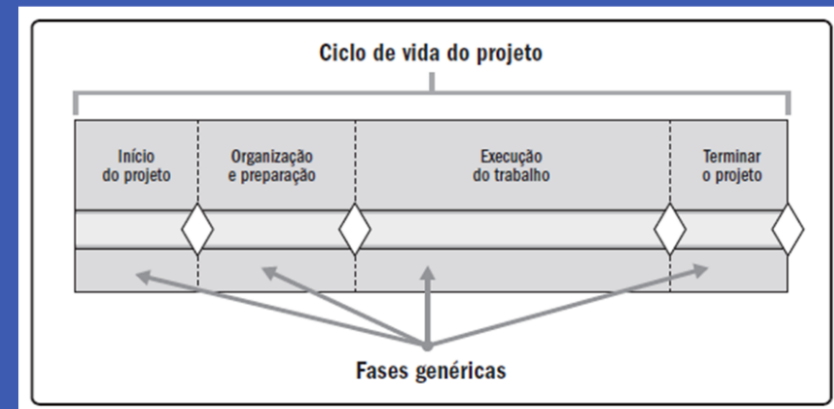 Ciclo de vida do projeto
Início
do projeto
Organização
e preparação
Execução
do trabalho
Terminar
o projeto
Fases genéricas